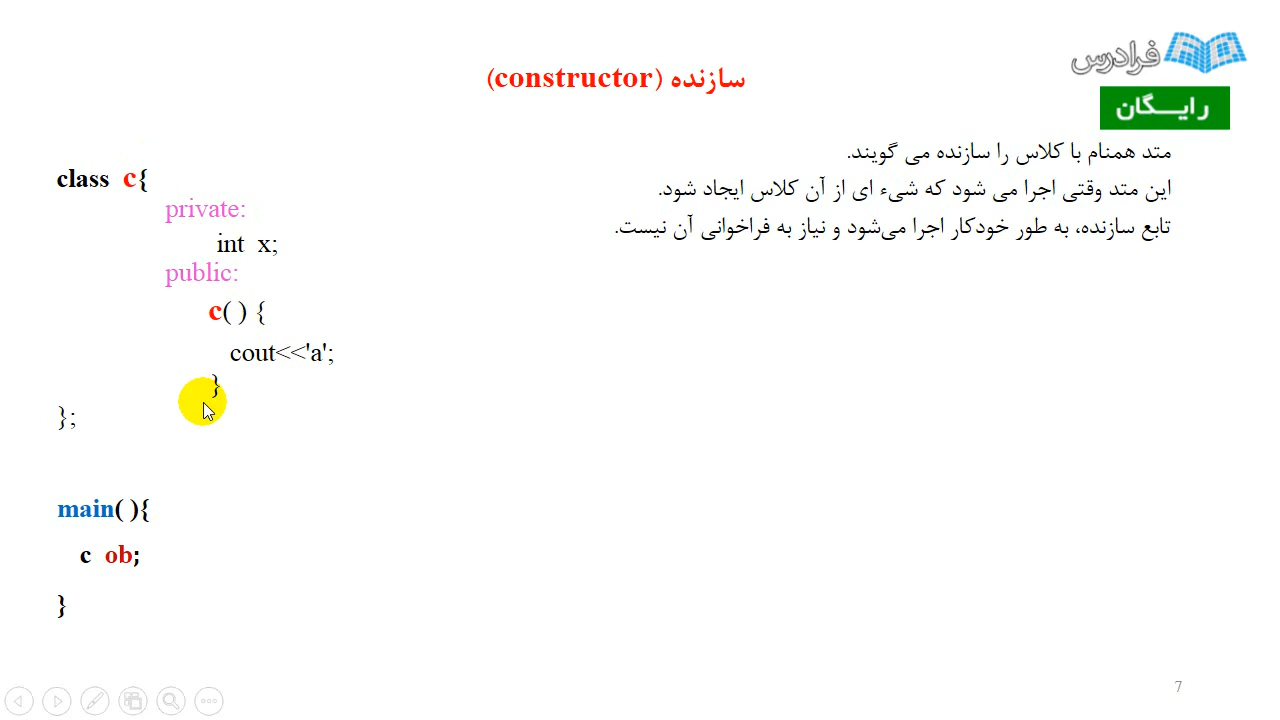 فرادرس
رایگان
سازنده (constructor)
متد همنام با کلاس را سازنده می گویند.
این متد وقتی اجرا می شود که شیء ای از آن کلاس ایجاد شود.
تابع سازنده، به طور خودکار اجرا می‌شود و نیاز به فراخوانی آن نیست.
class c{
private:
int x;
public:
c( ) {
cout<<'a';
}
};
main( ){
c ob;
}
7